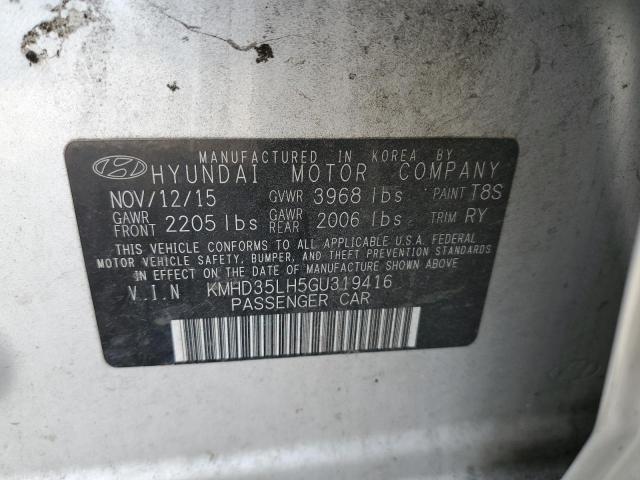 MANUFACTURED IN KOREA BY
HYUNDAI MOTOR COMPANY
NOV/12/15 GVWR 3968 lbs PAINT T8S
GAWR FRONT 2205 lbs GAWR REAR 2006 lbs TRIM RY
THIS VEHICLE CONFORMS TO ALL APPLICABLE U.S.A. FEDERAL
MOTOR VEHICLE SAFETY, BUMPER, AND THEFT PREVENTION STANDARDS
IN EFFECT ON THE DATE OF MANUFACTURE SHOWN ABOVE.
V.I.N KMHD35LH5GU319416
PASSENGER CAR